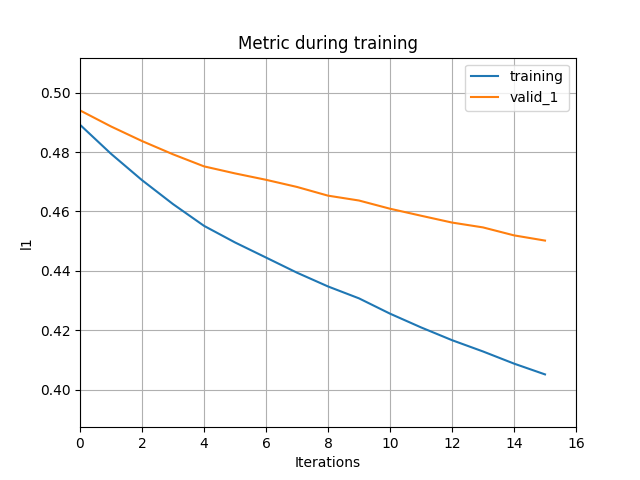 Metric during training
training
valid_1
0.50
0.48
0.46
0.44
0.42
0.40
l1
0 2 4 6 8 10 12 14 16
Iterations